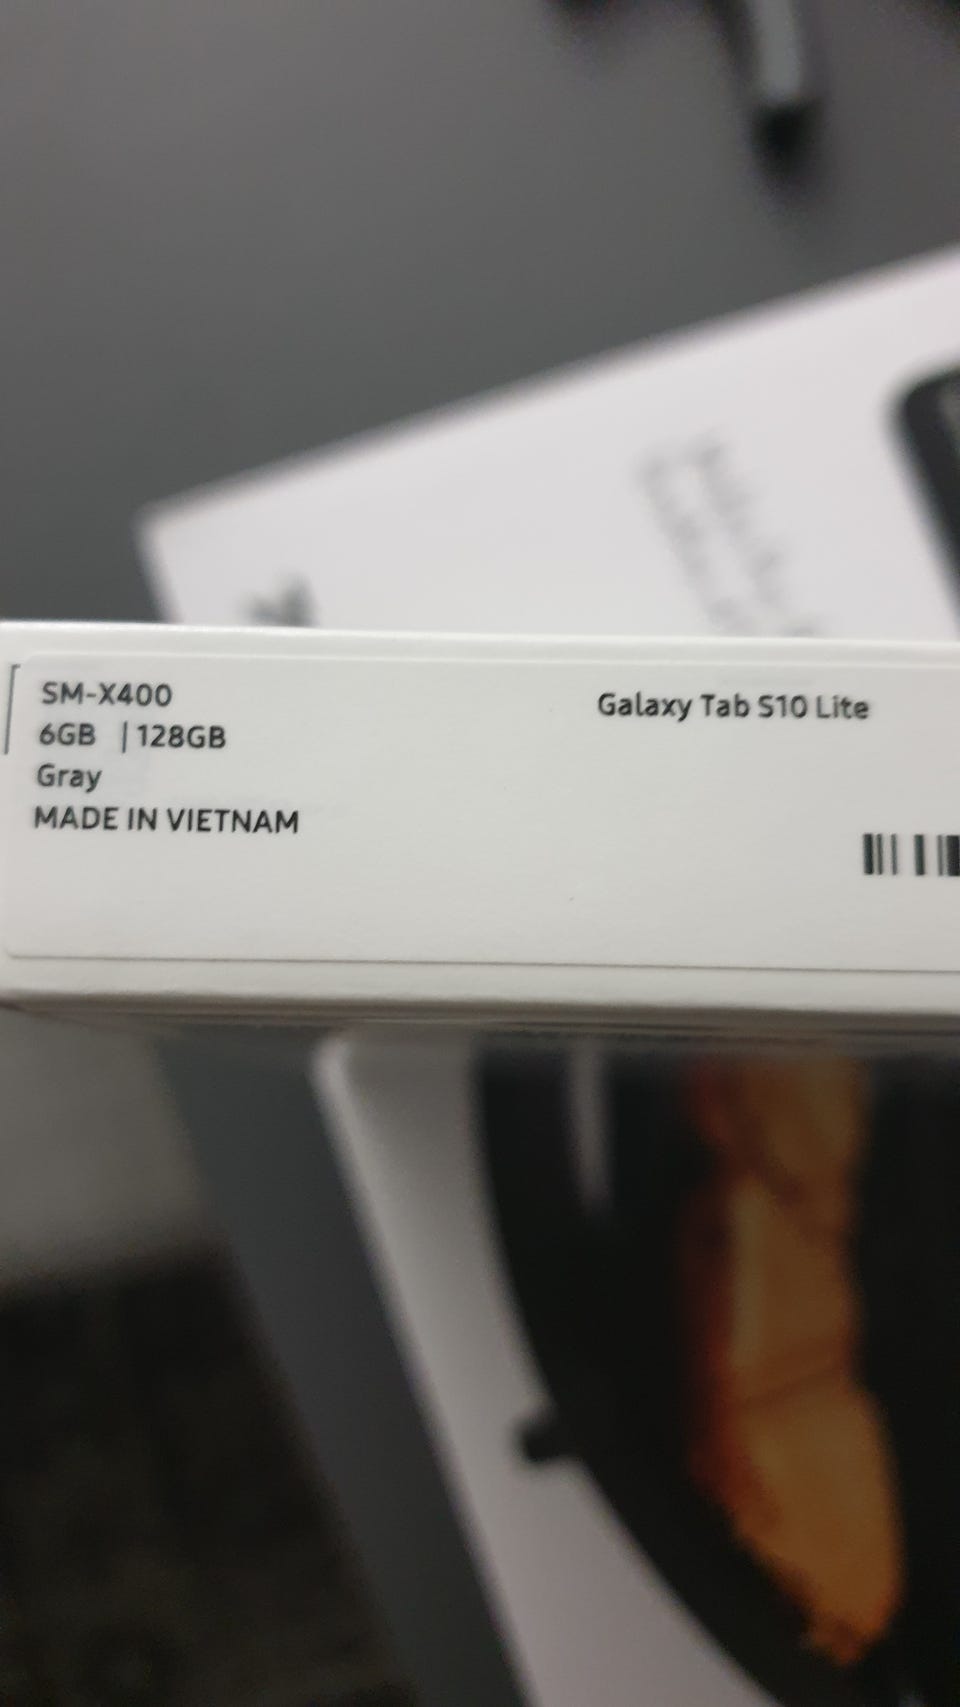 SM-X400
6GB | 128GB
Gray
MADE IN VIETNAM
Galaxy Tab S10 Lite